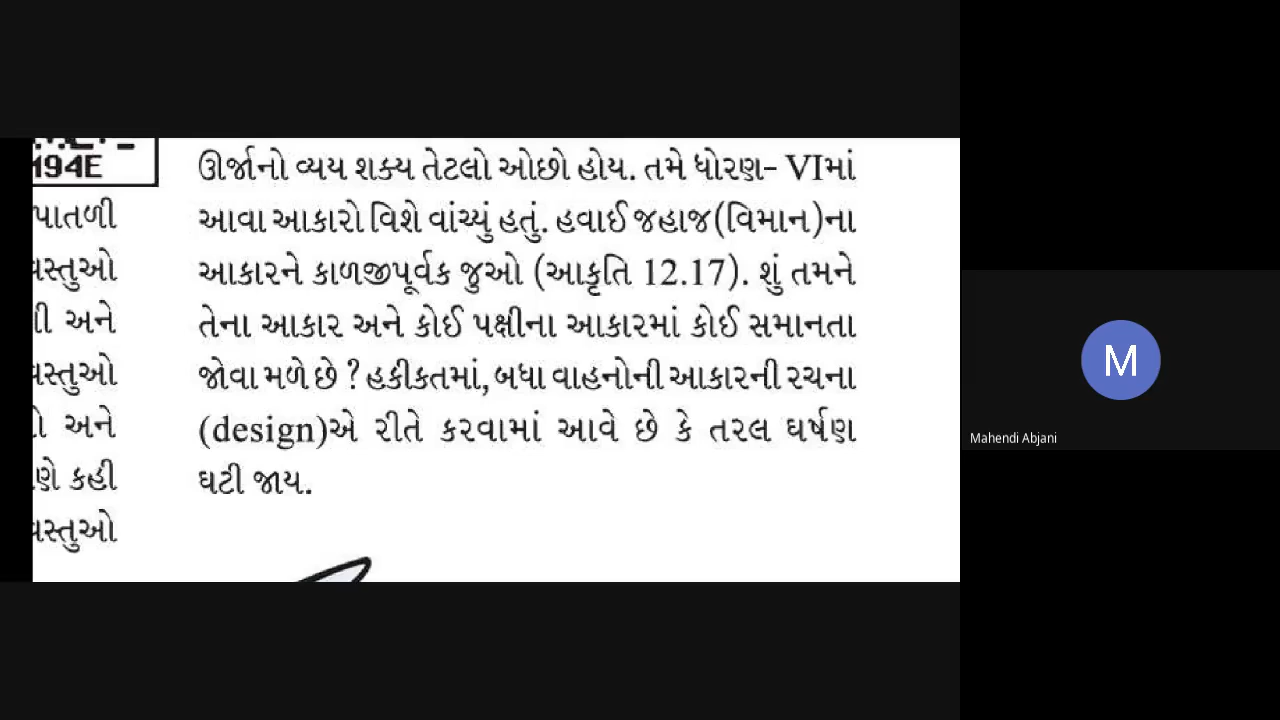 194E
પાતળી
વસ્તુઓ
અને
વસ્તુઓ
અને
કહી
વસ્તુઓ
ઊર્જાનો વ્યય શક્ય તેટલો ઓછો હોય. તમે ધોરણ- VIમાં
આવા આકારો વિશે વાંચ્યું હતું. હવાઈ જહાજ(વિમાન)ના
આકારને કાળજીપૂર્વક જુઓ (આકૃતિ 12.17). શું તમને
તેના આકાર અને કોઈ પક્ષીના આકારમાં કોઈ સમાનતા
જોવા મળે છે ? હકીકતમાં, બધા વાહનોની આકારની રચના
(design)એ રીતે કરવામાં આવે છે કે તરલ ઘર્ષણ
ઘટી જાય.
M
Mahendi Abjani